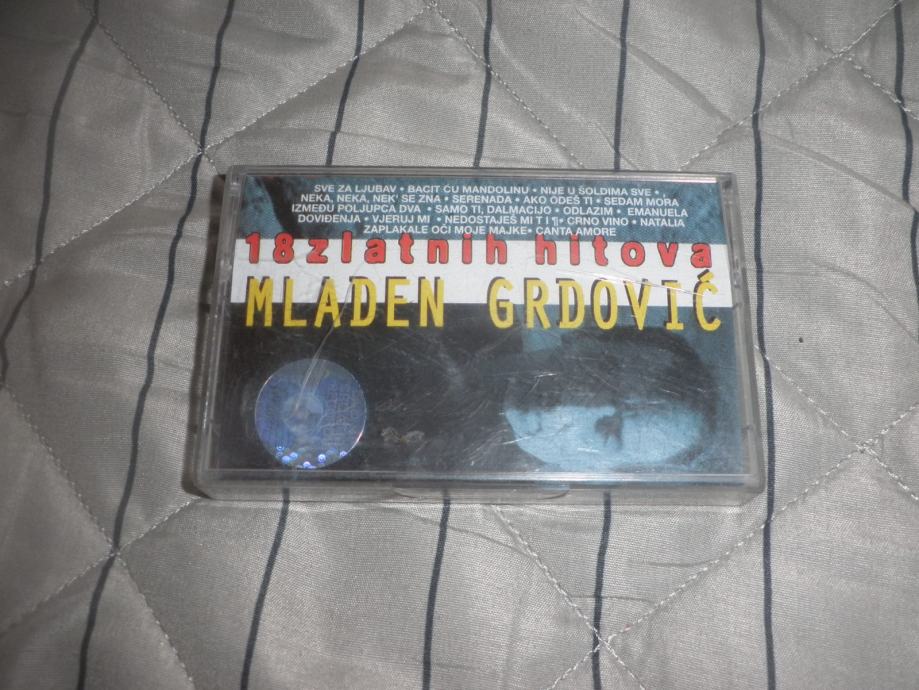 SVE ZA LJUBAV • BACIT ĆU MANDOLINU • NIJE U ŠOLDIMA SVE •
NEKA, NEKA, NEK' SE ZNA • SERENADA • AKO ODEŠ TI • SEDAM MORA
IZMEĐU POLJUPCA DVA • SAMO TI, DALMACIJO • ODLAZIM • EMANUELA
DOVIĐENJA • VJERUJ MI • NEDOSTAJEŠ MI TI • CRNO VINO • NATALIA
ZAPLAKALE OČI MOJE MAJKE • CANTA AMORE
18 zlatnih hitova
MLADEN GRDOVIĆ